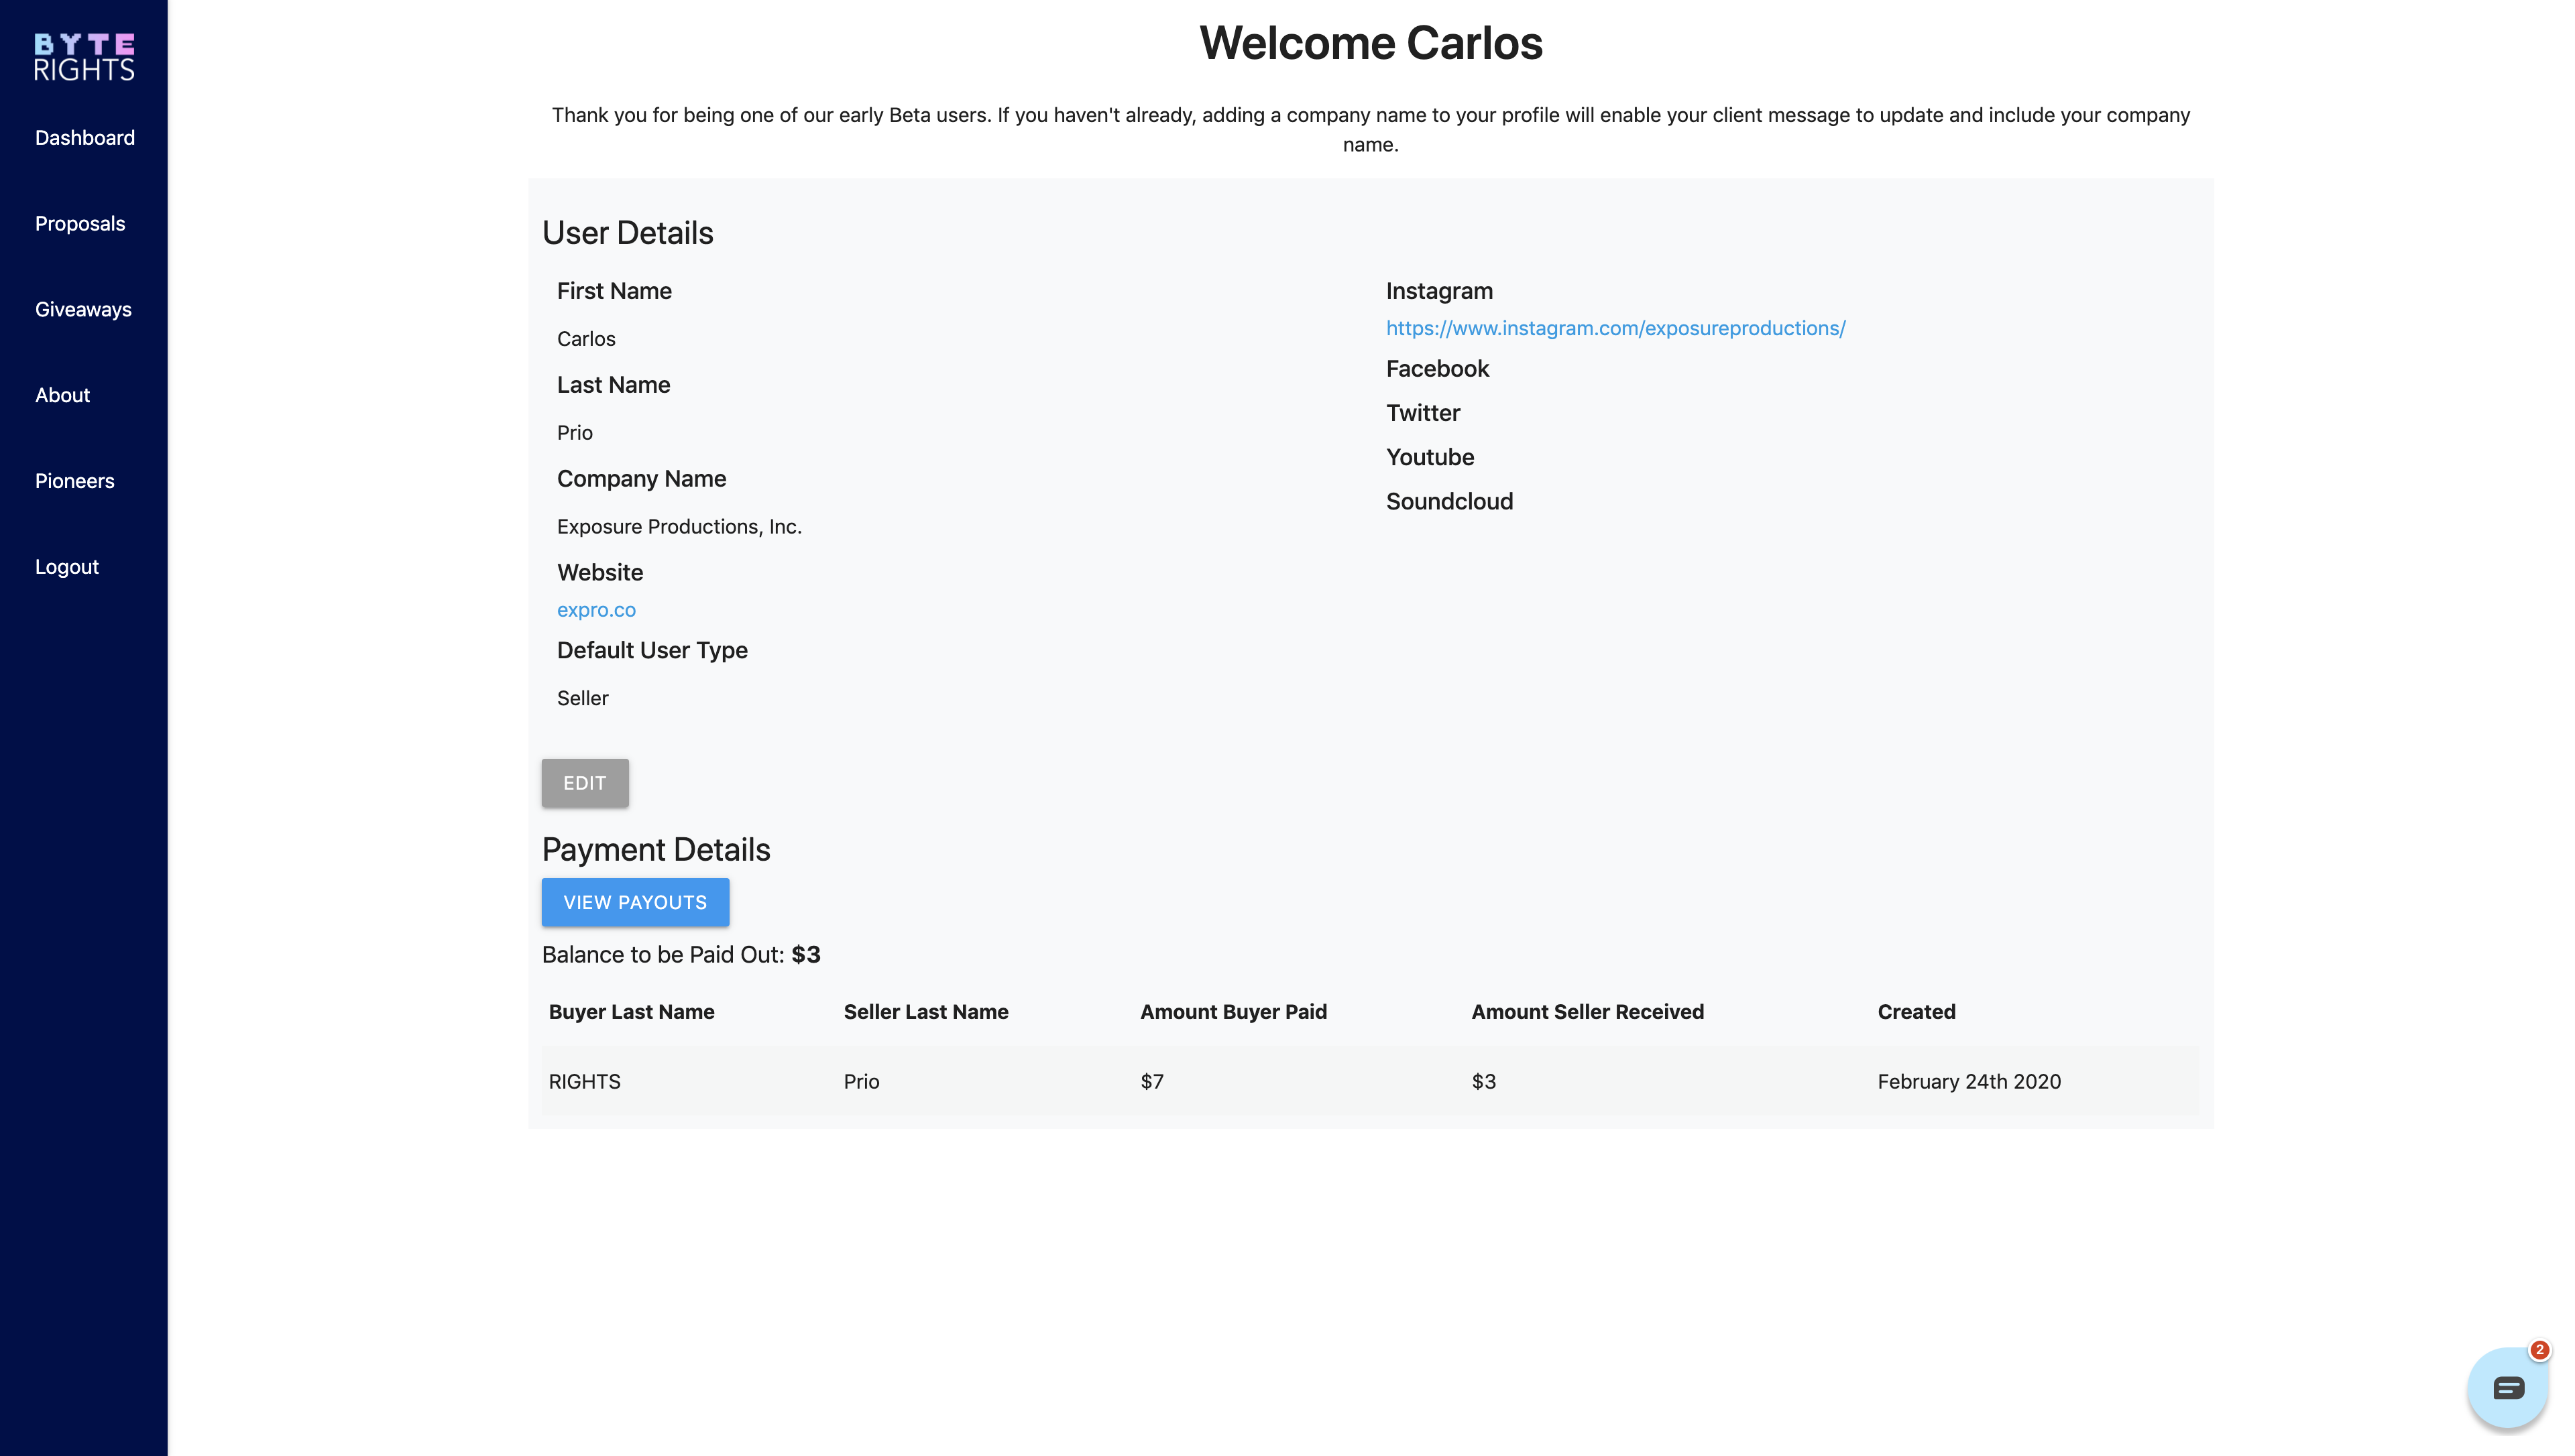 BYTE
RIGHTS
Dashboard
Proposals
Giveaways
About
Pioneers
Logout
Welcome Carlos
Thank you for being one of our early Beta users. If you haven't already, adding a company name to your profile will enable your client message to update and include your company
name.
User Details
First Name
Carlos
Last Name
Prio
Company Name
Exposure Productions, Inc.
Website
expro.co
Default User Type
Seller
Instagram
https://www.instagram.com/exposureproductions/
Facebook
Twitter
Youtube
Soundcloud
EDIT
Payment Details
VIEW PAYOUTS
Balance to be Paid Out: $3
Buyer Last Name Seller Last Name Amount Buyer Paid Amount Seller Received Created
RIGHTS Prio $7 $3 February 24th 2020
2